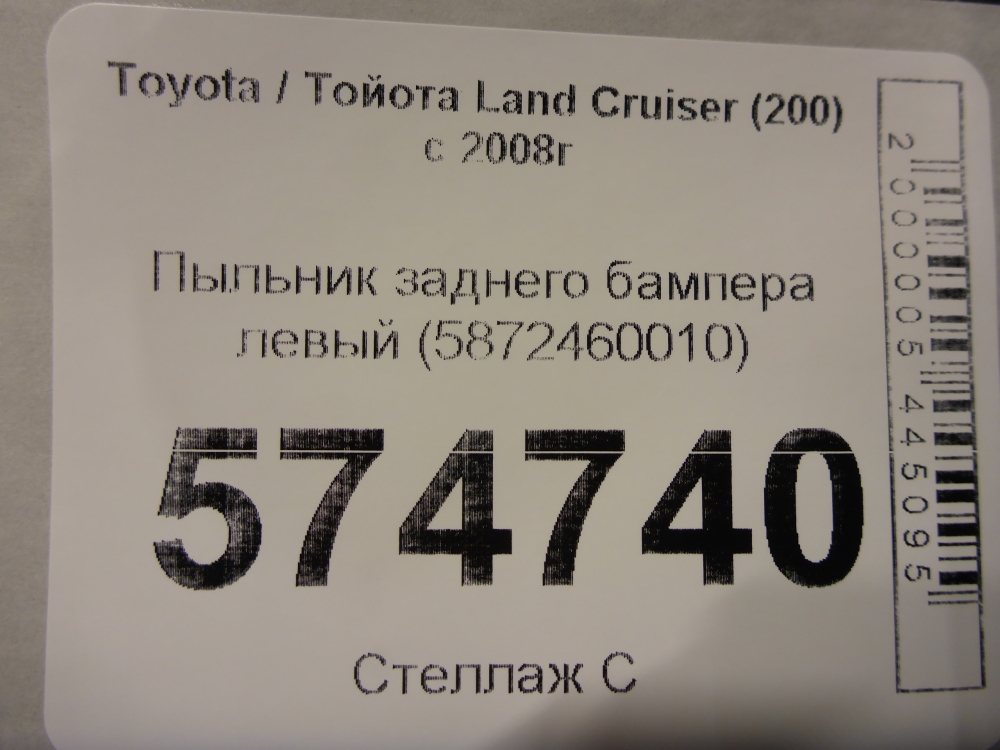 Toyota / Тойота Land Cruiser (200)
с 2008г
Пыльник заднего бампера
левый (5872460010)
574740
Стеллаж С
2000005445095